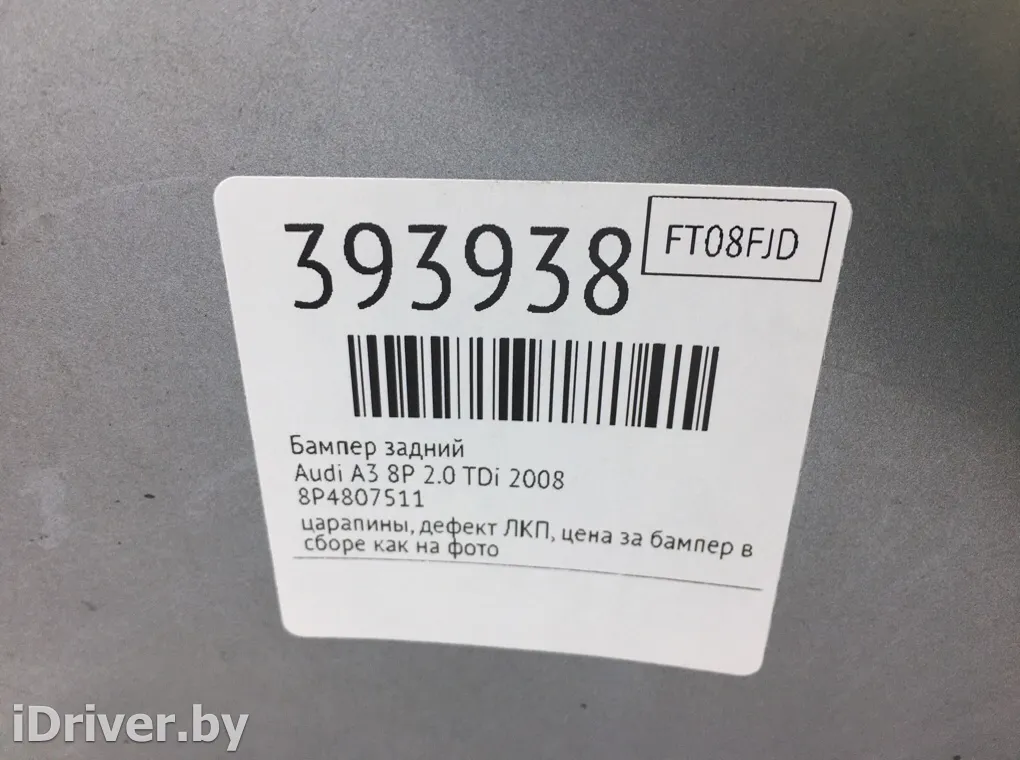 393938
FT08FJD
Бампер задний
Audi A3 8P 2.0 TDi 2008
8P4807511
царапины, дефект ЛКП, цена за бампер в
сборе как на фото
iDriver.by